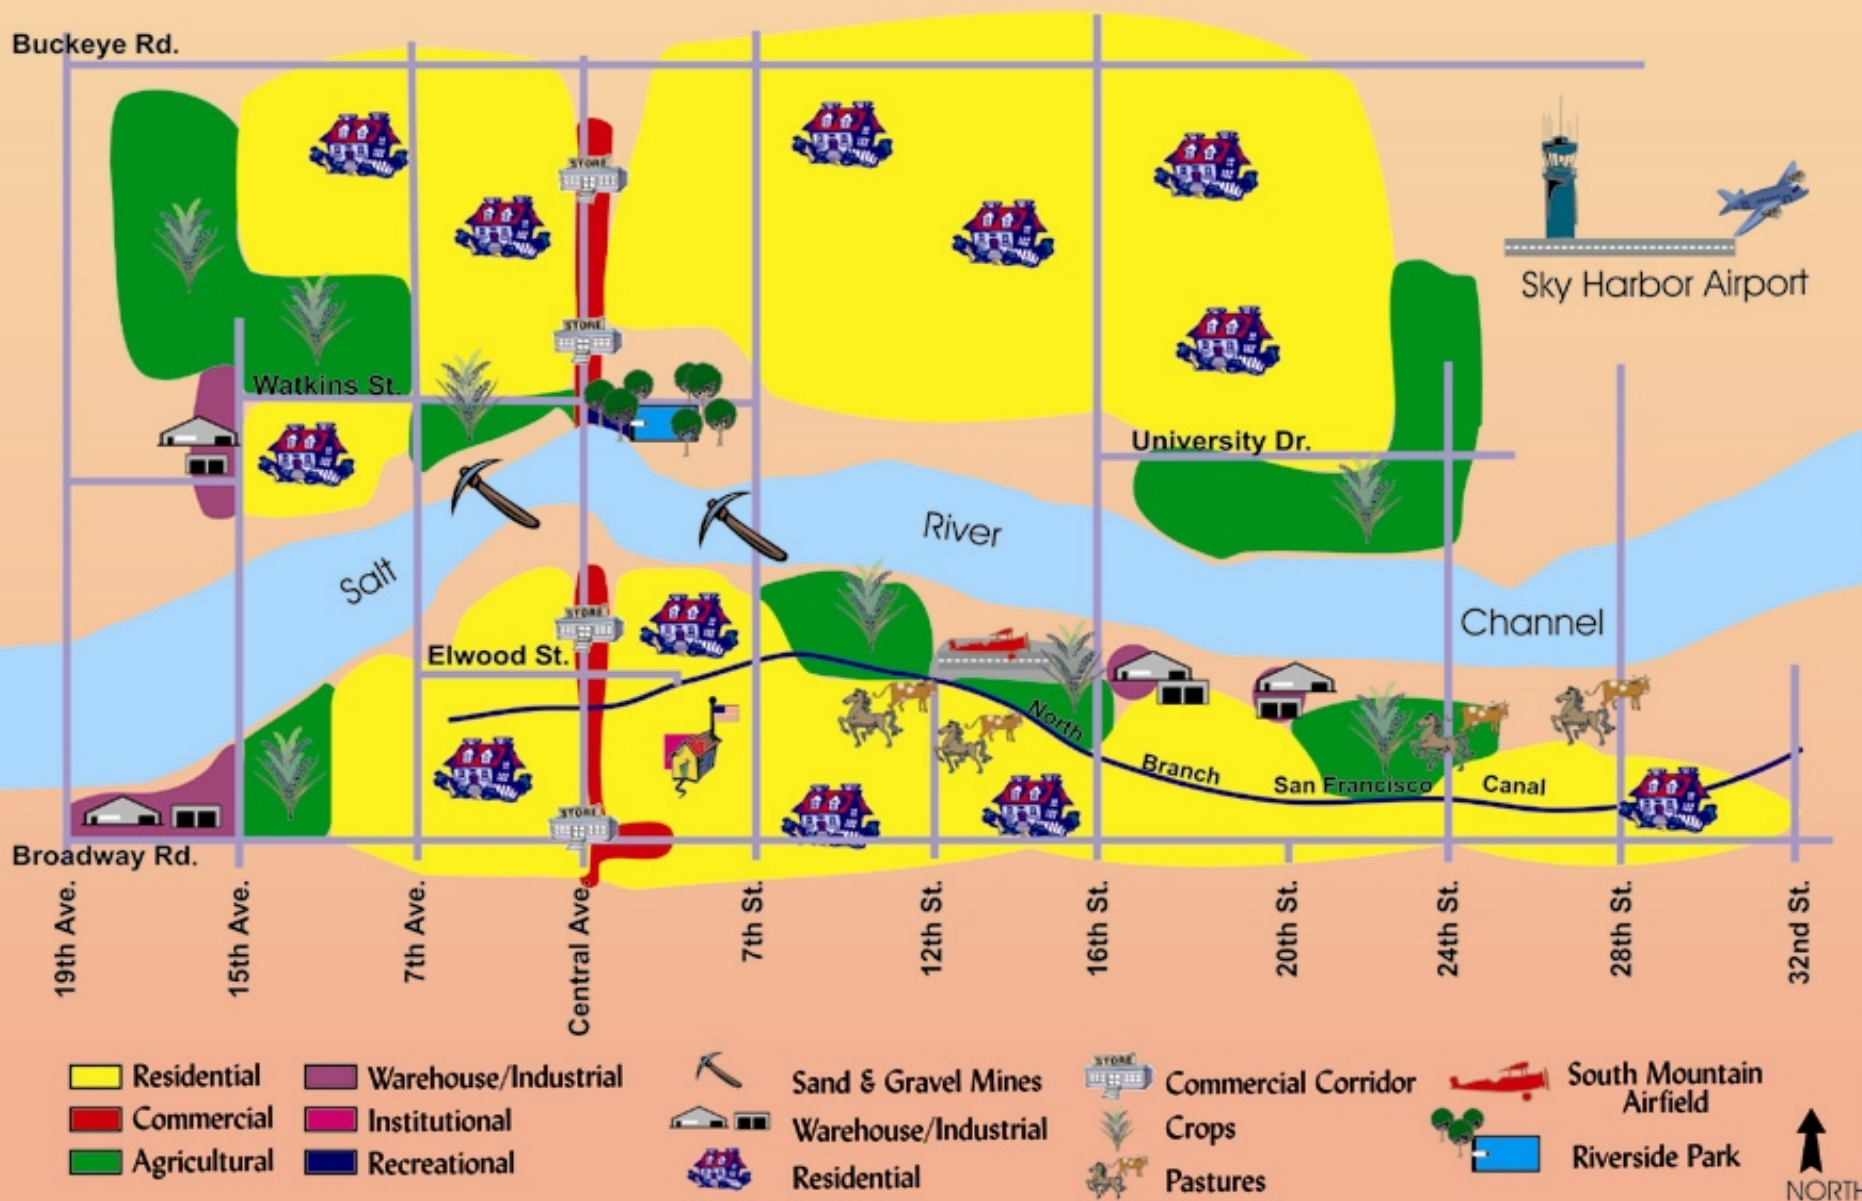 Buckeye Rd.
STORE
Sky Harbor Airport
STORE
Watkins St.
University Dr.
River
Salt
STORE
Channel
Elwood St.
North
Branch
San Francisco
Canal
STORE
Broadway Rd.
19th Ave.
15th Ave.
7th Ave.
Central Ave.
7th St.
12th St.
16th St.
20th St.
24th St.
28th St.
32nd St.
Residential
Commercial
Agricultural
Warehouse/Industrial
Institutional
Recreational
Sand & Gravel Mines
Warehouse/Industrial
Residential
STORE
Commercial Corridor
Crops
Pastures
South Mountain
Airfield
Riverside Park
NORTH